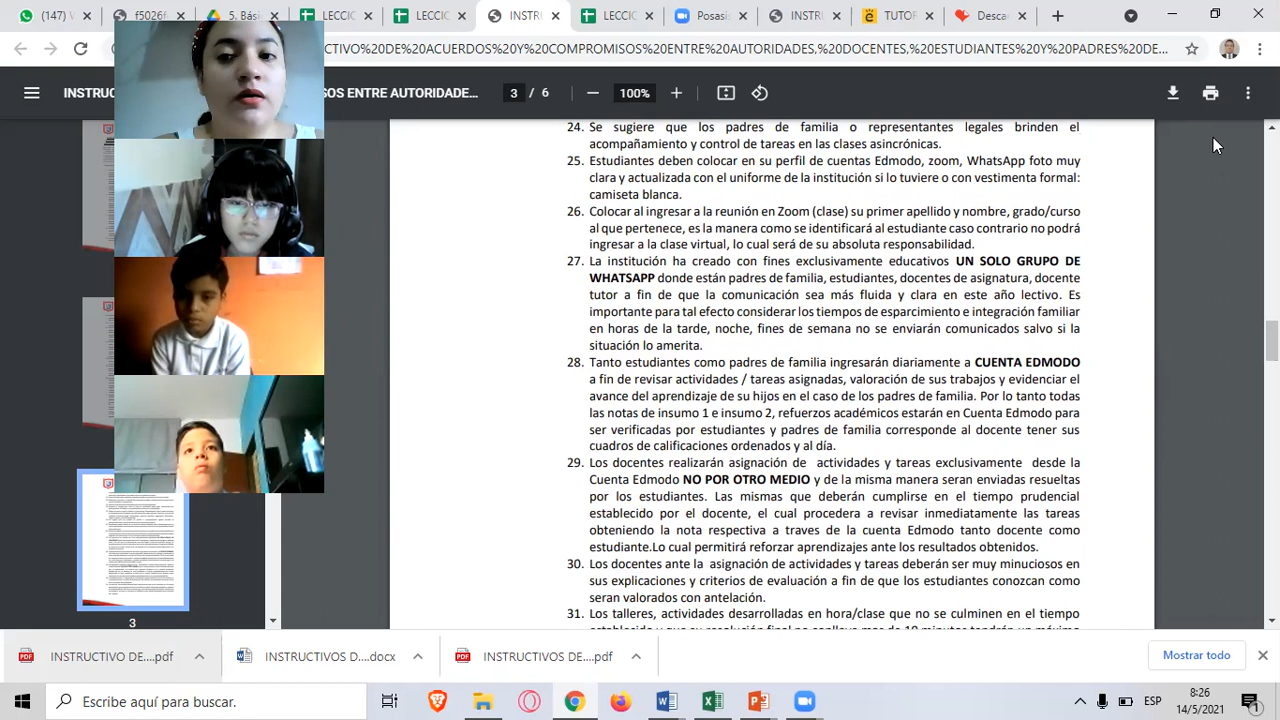 (1747)
f5026f
5. Bási
LECCIO
LECCIO
INSTRU
LECCIO
INSTRU
Descar
CTIVO%20DE%20ACUERDOS%20Y%20COMPROMISOS%20ENTRE%20AUTORIDADES,%20DOCENTES,%20ESTUDIANTES%20Y%20PADRES%20DE...
INSTRUC
OS ENTRE AUTORIDADE...
3 / 6
100%
24. Se sugiere que los padres de familia o representantes legales brinden el
acompañamiento y control de tareas en las clases asincrónicas.
25. Estudiantes deben colocar en su perfil de cuentas Edmodo, zoom, WhatsApp foto muy
clara y actualizada con el uniforme de la institución si lo tuviere o con vestimenta formal:
camiseta blanca.
26. Colocar al ingresar a la reunión en Zoom (clase) su primer apellido y nombre, grado/curso
al que pertenece, es la manera como se identificará al estudiante caso contrario no podrá
ingresar a la clase virtual, lo cual será de su absoluta responsabilidad.
27. La institución ha creado con fines exclusivamente educativos UN SOLO GRUPO DE
WHATSAPP donde están padres de familia, estudiantes, docentes de asignatura, docente
tutor a fin de que la comunicación sea más fluida y clara en este año lectivo. Es
importante para tal efecto considerar los tiempos de esparcimiento e integración familiar
en horas de la tarde, noche, fines de semana no se enviarán comunicados salvo si la
situación lo amerita.
28. Tanto estudiantes como padres de familia ingresarán diariamente a CUENTA EDMODO
a fin de revisar actividades / tareas asignadas, valoración de sus trabajos y evidenciar el
avance del aprendizaje de su hijos en el caso de los padres de familia. Por lo tanto todas
las notas de insumo 1 e insumo 2, refuerzos académicos estarán en Cuenta Edmodo para
ser verificadas por estudiantes y padres de familia corresponde al docente tener sus
cuadros de calificaciones ordenados y al día.
29. Los docentes realizarán asignación de actividades y tareas exclusivamente desde la
Cuenta Edmodo NO POR OTRO MEDIO y de la misma manera seran enviadas resueltas
por los estudiantes. Las mismas que deben cumplirse en el tiempo prudencial
establecido por el docente, el cual procederá a revisar inmediatamente las tareas
obteniendo la nota respectiva a través de la cuenta Edmodo tanto docente como
estudiante.Lo cual permitirá reforzar aprendizajes ante los resultados obtenidos.
30. Los docentes ante la asignación de actividades /tareas deberán ser muy minuciosos en
sus explicaciones y criterios de evaluación a fin de que los estudiantes conozcan como
seran valorados con antelación.
31. Los talleres, actividades desarrolladas en hora/clase que no se culminen en el tiempo
3
INSTRUCTIVO DE....pdf
INSTRUCTIVOS D....docx
INSTRUCTIVOS DE....pdf
Mostrar todo
Escribe aquí para buscar.
ESP
8:26
14/5/2021